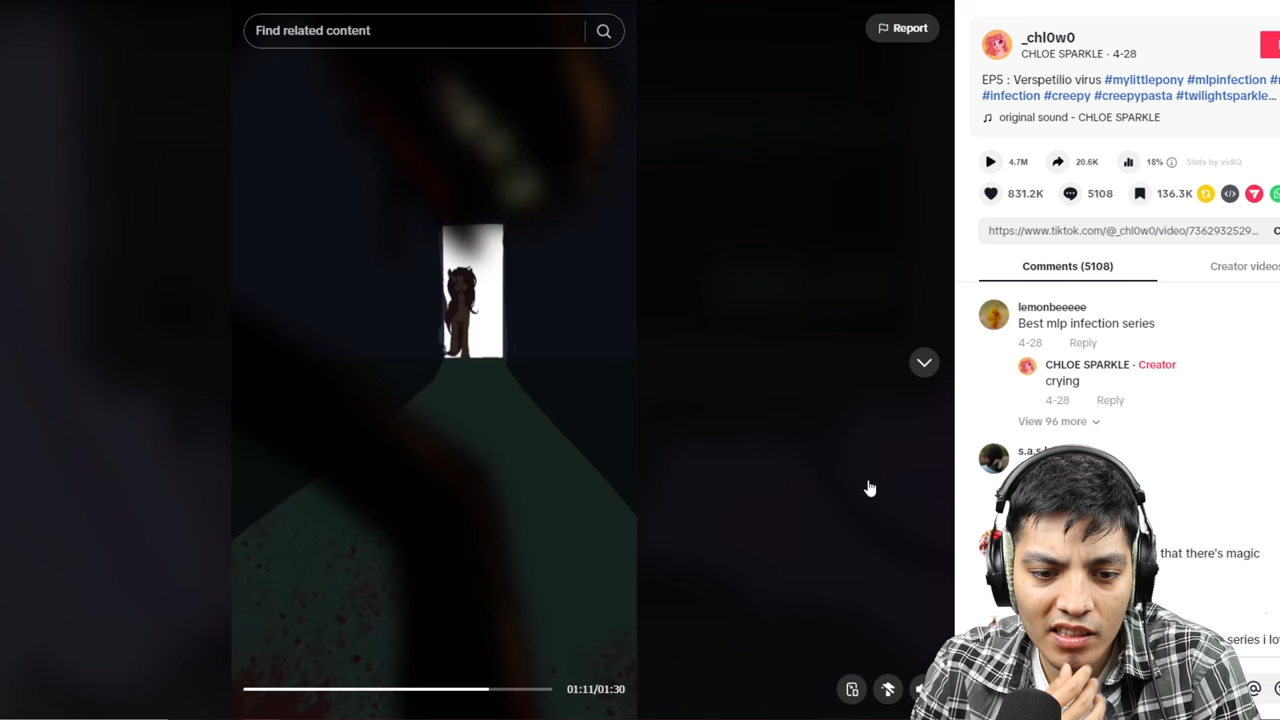 Find related content
Report
_chl0w0
CHLOE SPARKLE · 4-28
EP5 : Verspetilio virus #mylittlepony #mlpinfection
#infection #creepy #creepypasta #twilightsparkle...
original sound - CHLOE SPARKLE
4.7M
20.6K
18%
Stats by vidIQ
831.2K
5108
136.3K
https://www.tiktok.com/@_chl0w0/video/7362932529...
Comments (5108)
Creator videos
lemonbeeeee
Best mlp infection series
4-28 Reply
CHLOE SPARKLE · Creator
crying
4-28 Reply
View 96 more
that there's magic
series i
01:11/01:30